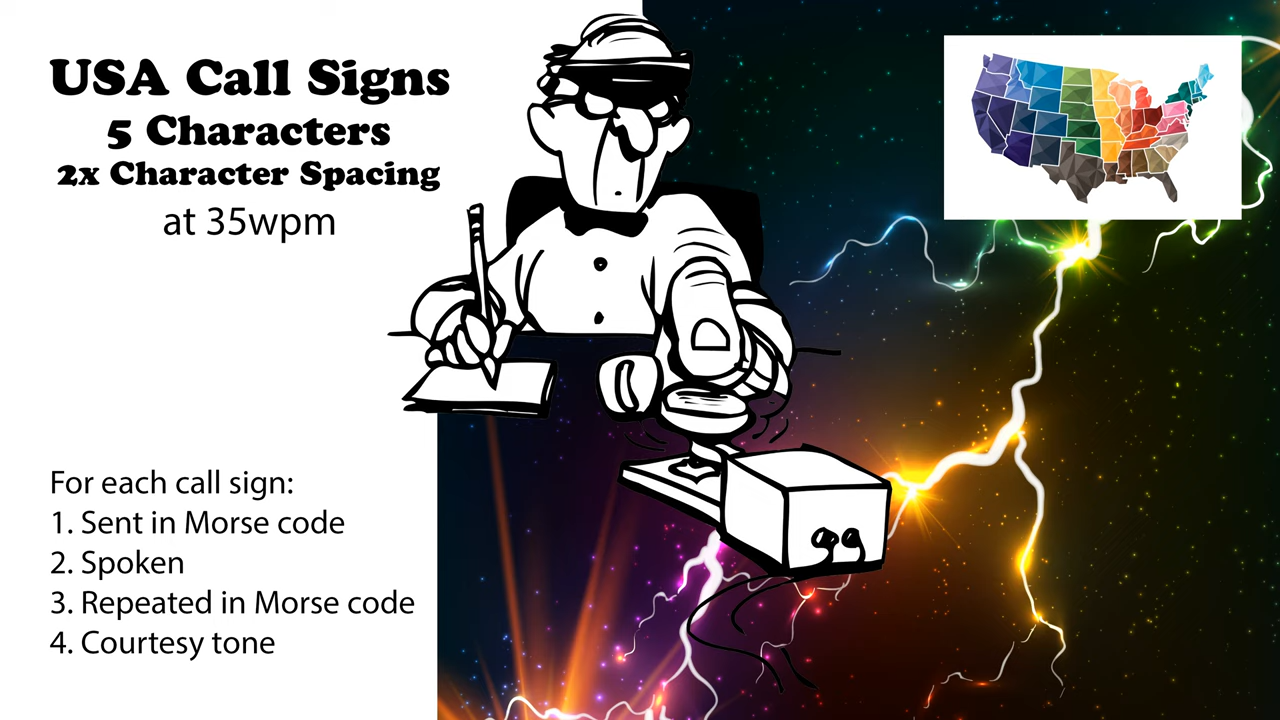 USA Call Signs
5 Characters
2x Character Spacing
at 35wpm
For each call sign:
1. Sent in Morse code
2. Spoken
3. Repeated in Morse code
4. Courtesy tone